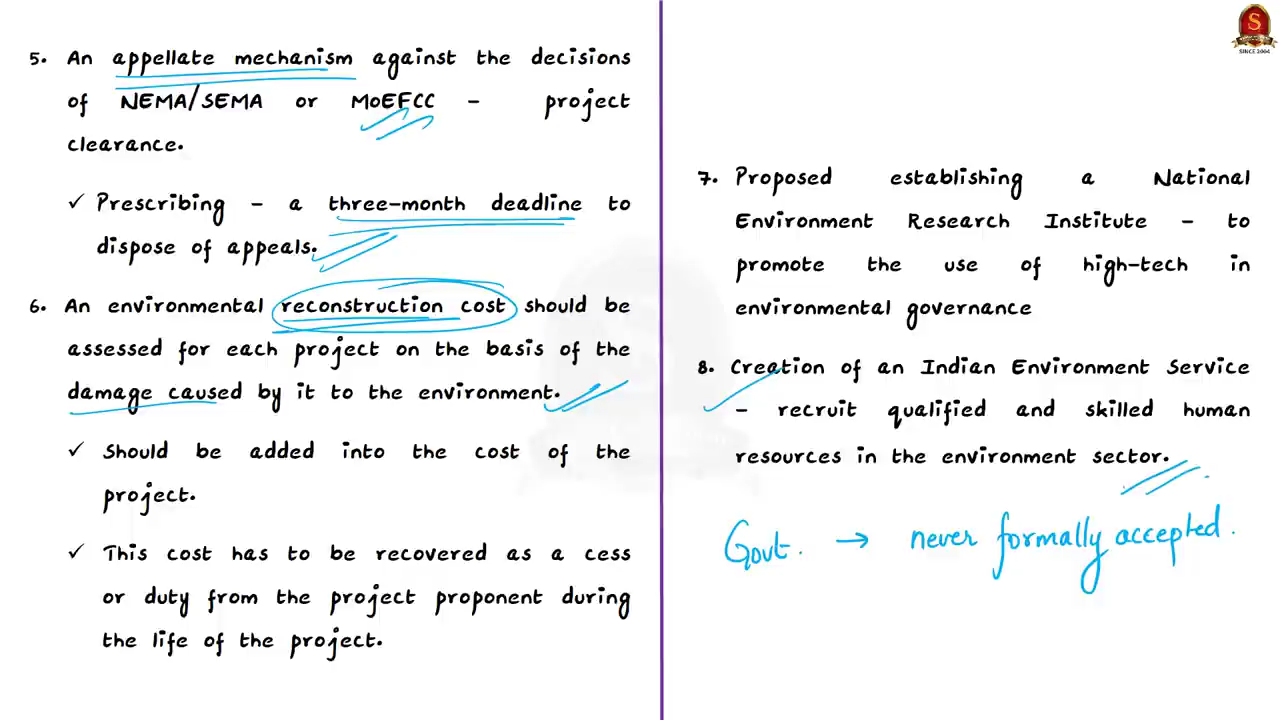 5. An appellate mechanism against the decisions
of NEMA/SEMA or MoEFCC - project
clearance.
✓ Prescribing - a three-month deadline to
dispose of appeals.
6. An environmental reconstruction cost should be
assessed for each project on the basis of the
damage caused by it to the environment.
✓ Should be added into the cost of the
project.
✓ This cost has to be recovered as a cess
or duty from the project proponent during
the life of the project.
S
SINCE 2004
7. Proposed establishing a National
Environment Research Institute - to
promote the use of high-tech in
environmental governance
8. Creation of an Indian Environment Service
- recruit qualified and skilled human
resources in the environment sector.
Govt. → never formally accepted.